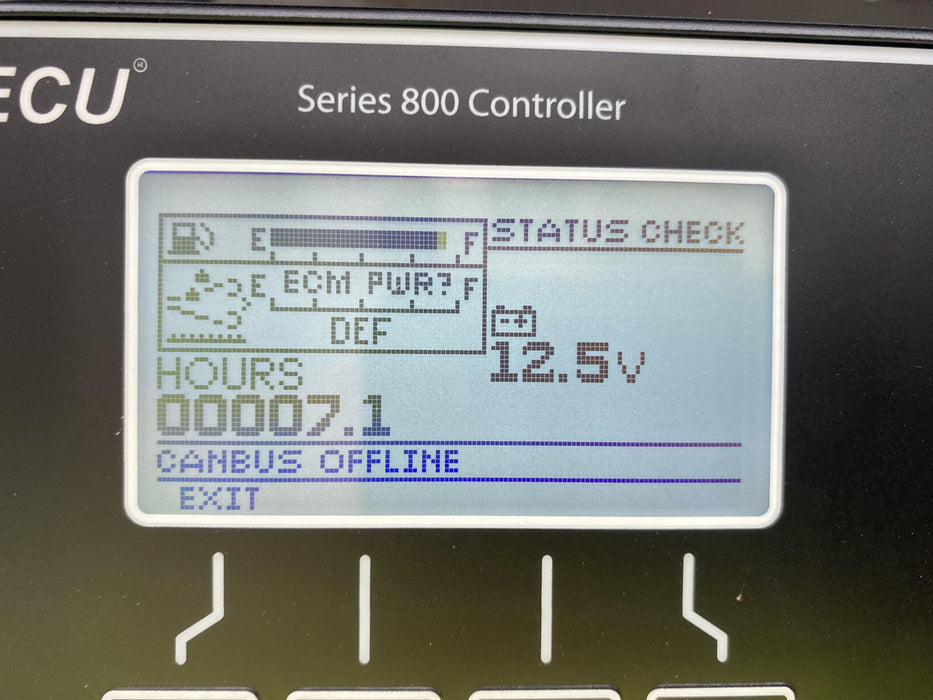 ECU®
Series 800 Controller
E F
STATUS CHECK
E ECM PWR? F
DEF
12.5V
HOURS
00007.1
CANBUS OFFLINE
EXIT